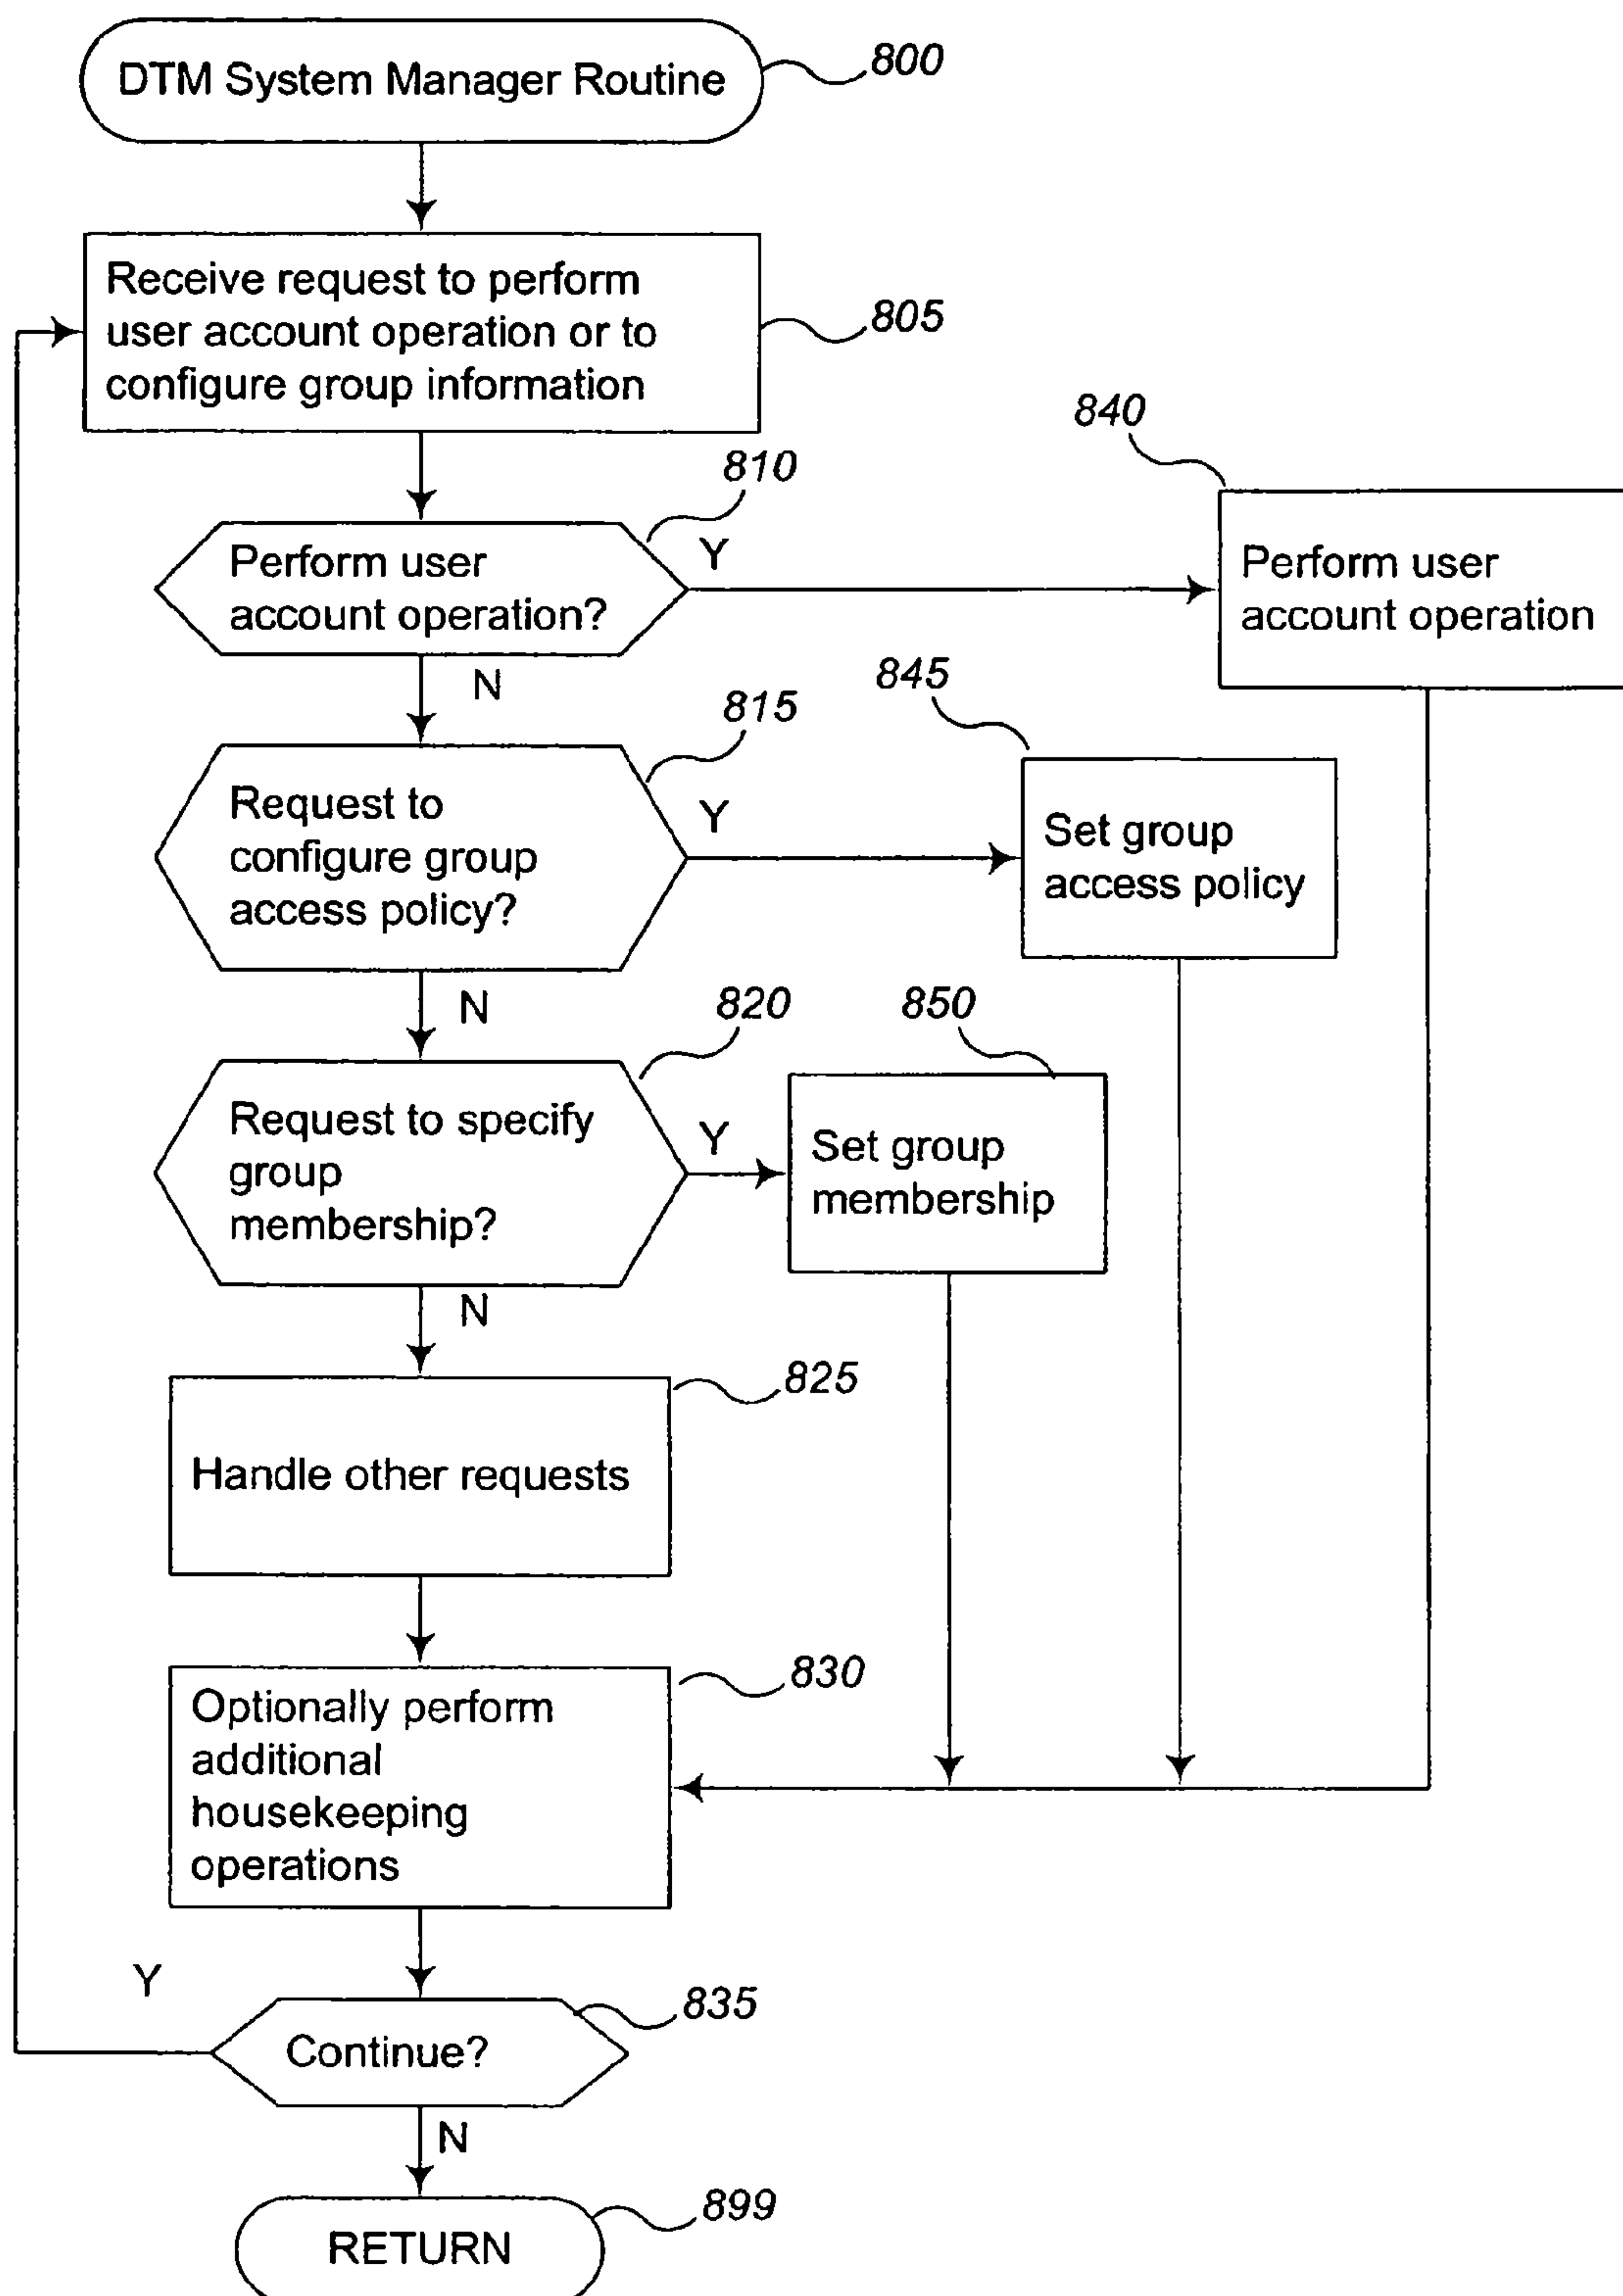 DTM System Manager Routine
800
Receive request to perform
user account operation or to
configure group information
805
810
Perform user
account operation?
Y
N
840
Perform user
account operation
815
Request to
configure group
access policy?
Y
N
845
Set group
access policy
820
Request to specify
group
membership?
Y
N
850
Set group
membership
825
Handle other requests
830
Optionally perform
additional
housekeeping
operations
835
Continue?
Y
N
899
RETURN